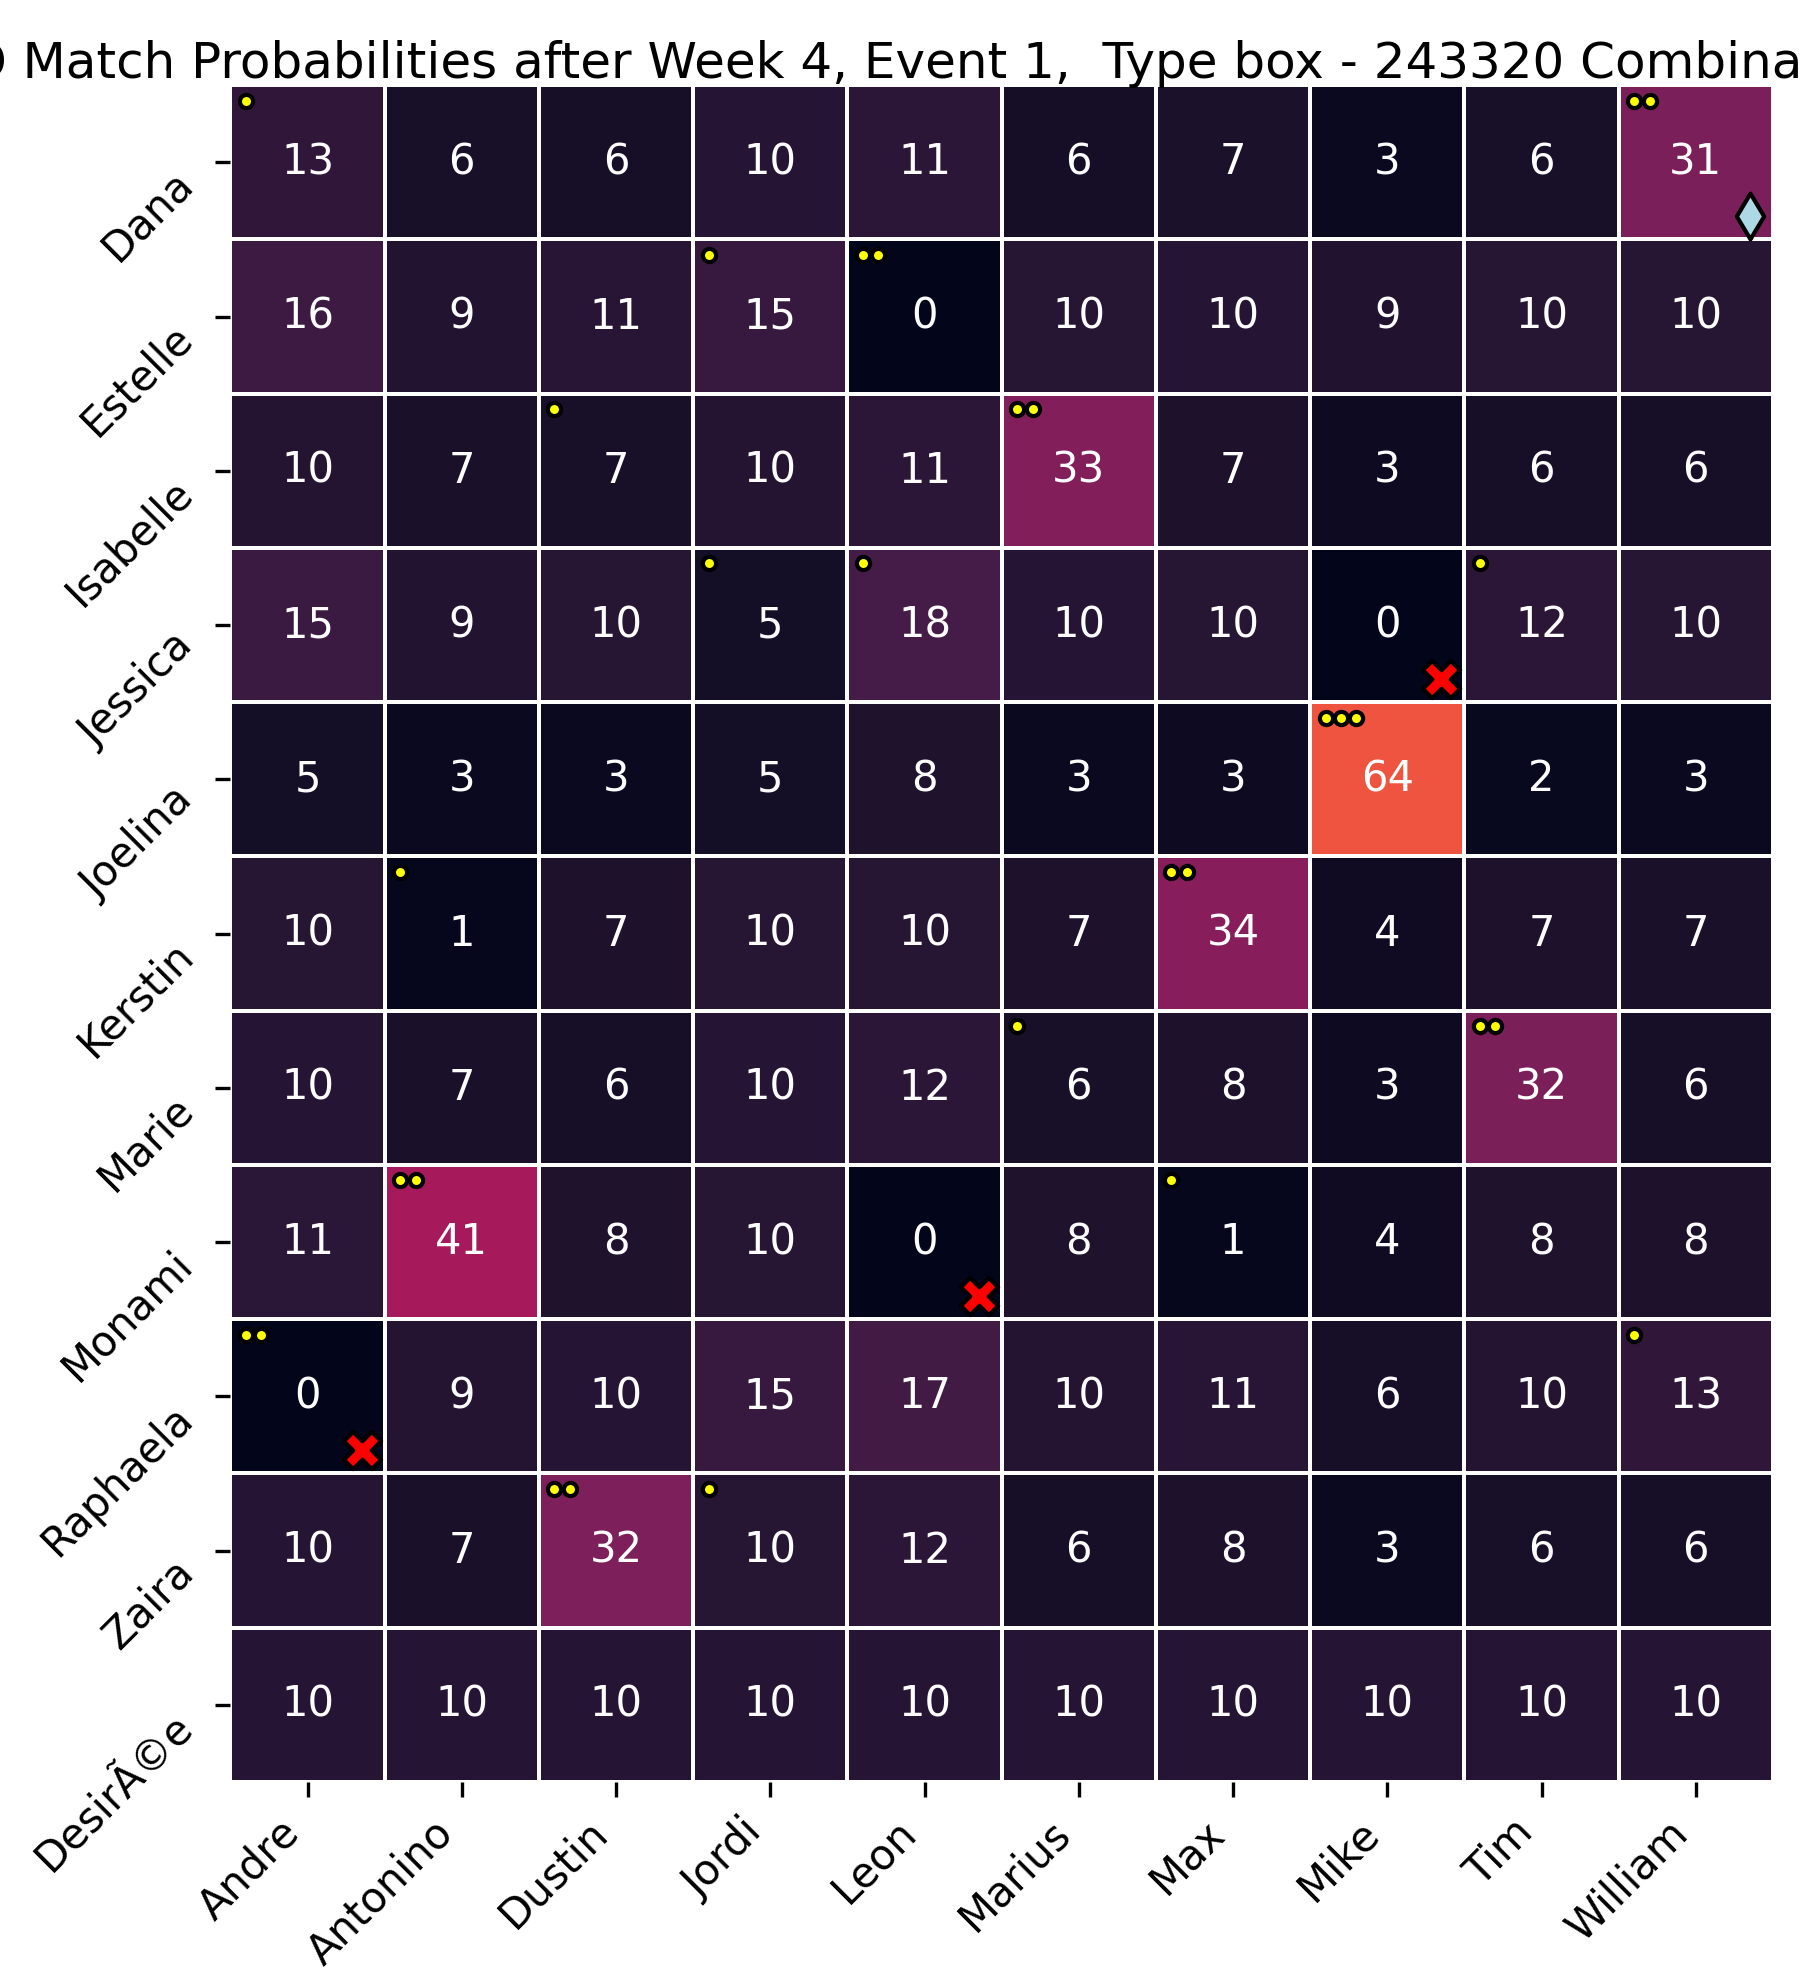 Match Probabilities after Week 4, Event 1,  Type box - 243320 Combina
Dana 13 6 6 10 11 6 7 3 6 31
Estelle 16 9 11 15 0 10 10 9 10 10
Isabelle 10 7 7 10 11 33 7 3 6 6
Jessica 15 9 10 5 18 10 10 0 12 10
Joelina 5 3 3 5 8 3 3 64 2 3
Kerstin 10 1 7 10 10 7 34 4 7 7
Marie 10 7 6 10 12 6 8 3 32 6
Monami 11 41 8 10 0 8 1 4 8 8
Raphaela 0 9 10 15 17 10 11 6 10 13
Zaira 10 7 32 10 12 6 8 3 6 6
DesirÃ©e 10 10 10 10 10 10 10 10 10 10
Andre Antonino Dustin Jordi Leon Marius Max Mike Tim William